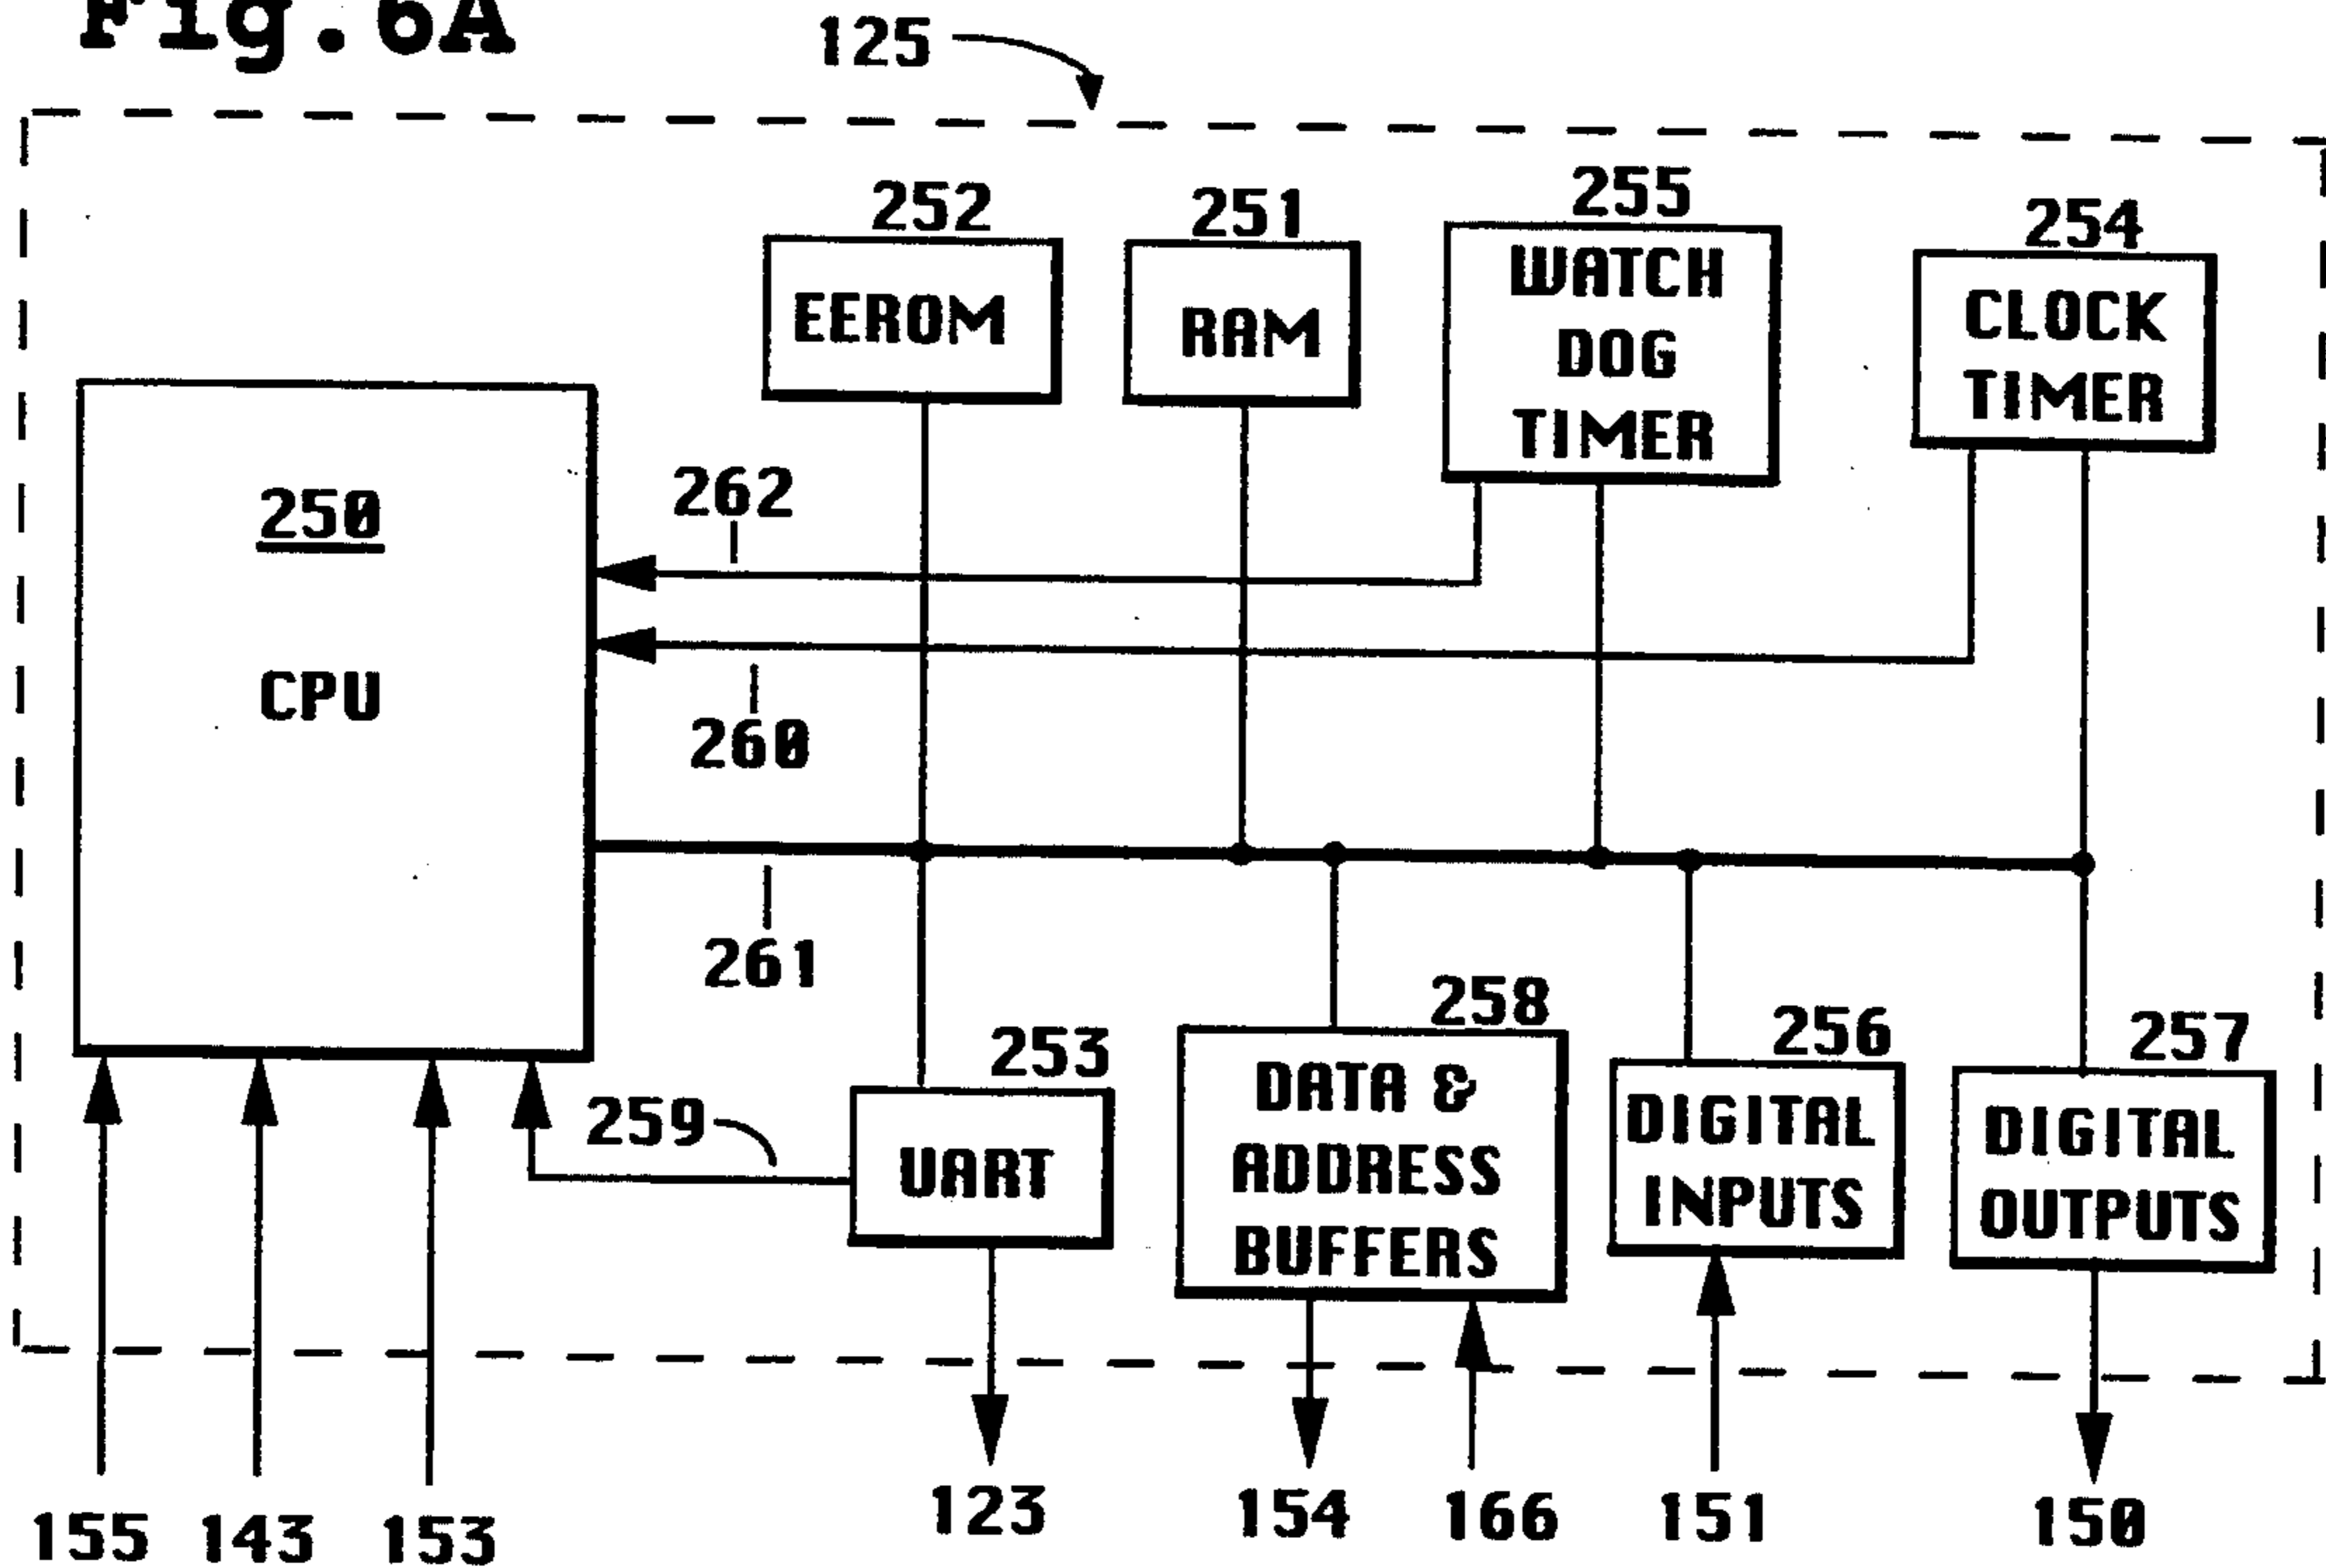 Fig.6A
125
252
251
255
254
EEROM
RAM
WATCH
DOG
TIMER
CLOCK
TIMER
250
CPU
262
260
261
253
258
256
257
259
UART
DATA &
ADDRESS
BUFFERS
DIGITAL
INPUTS
DIGITAL
OUTPUTS
155
143
153
123
154
166
151
150